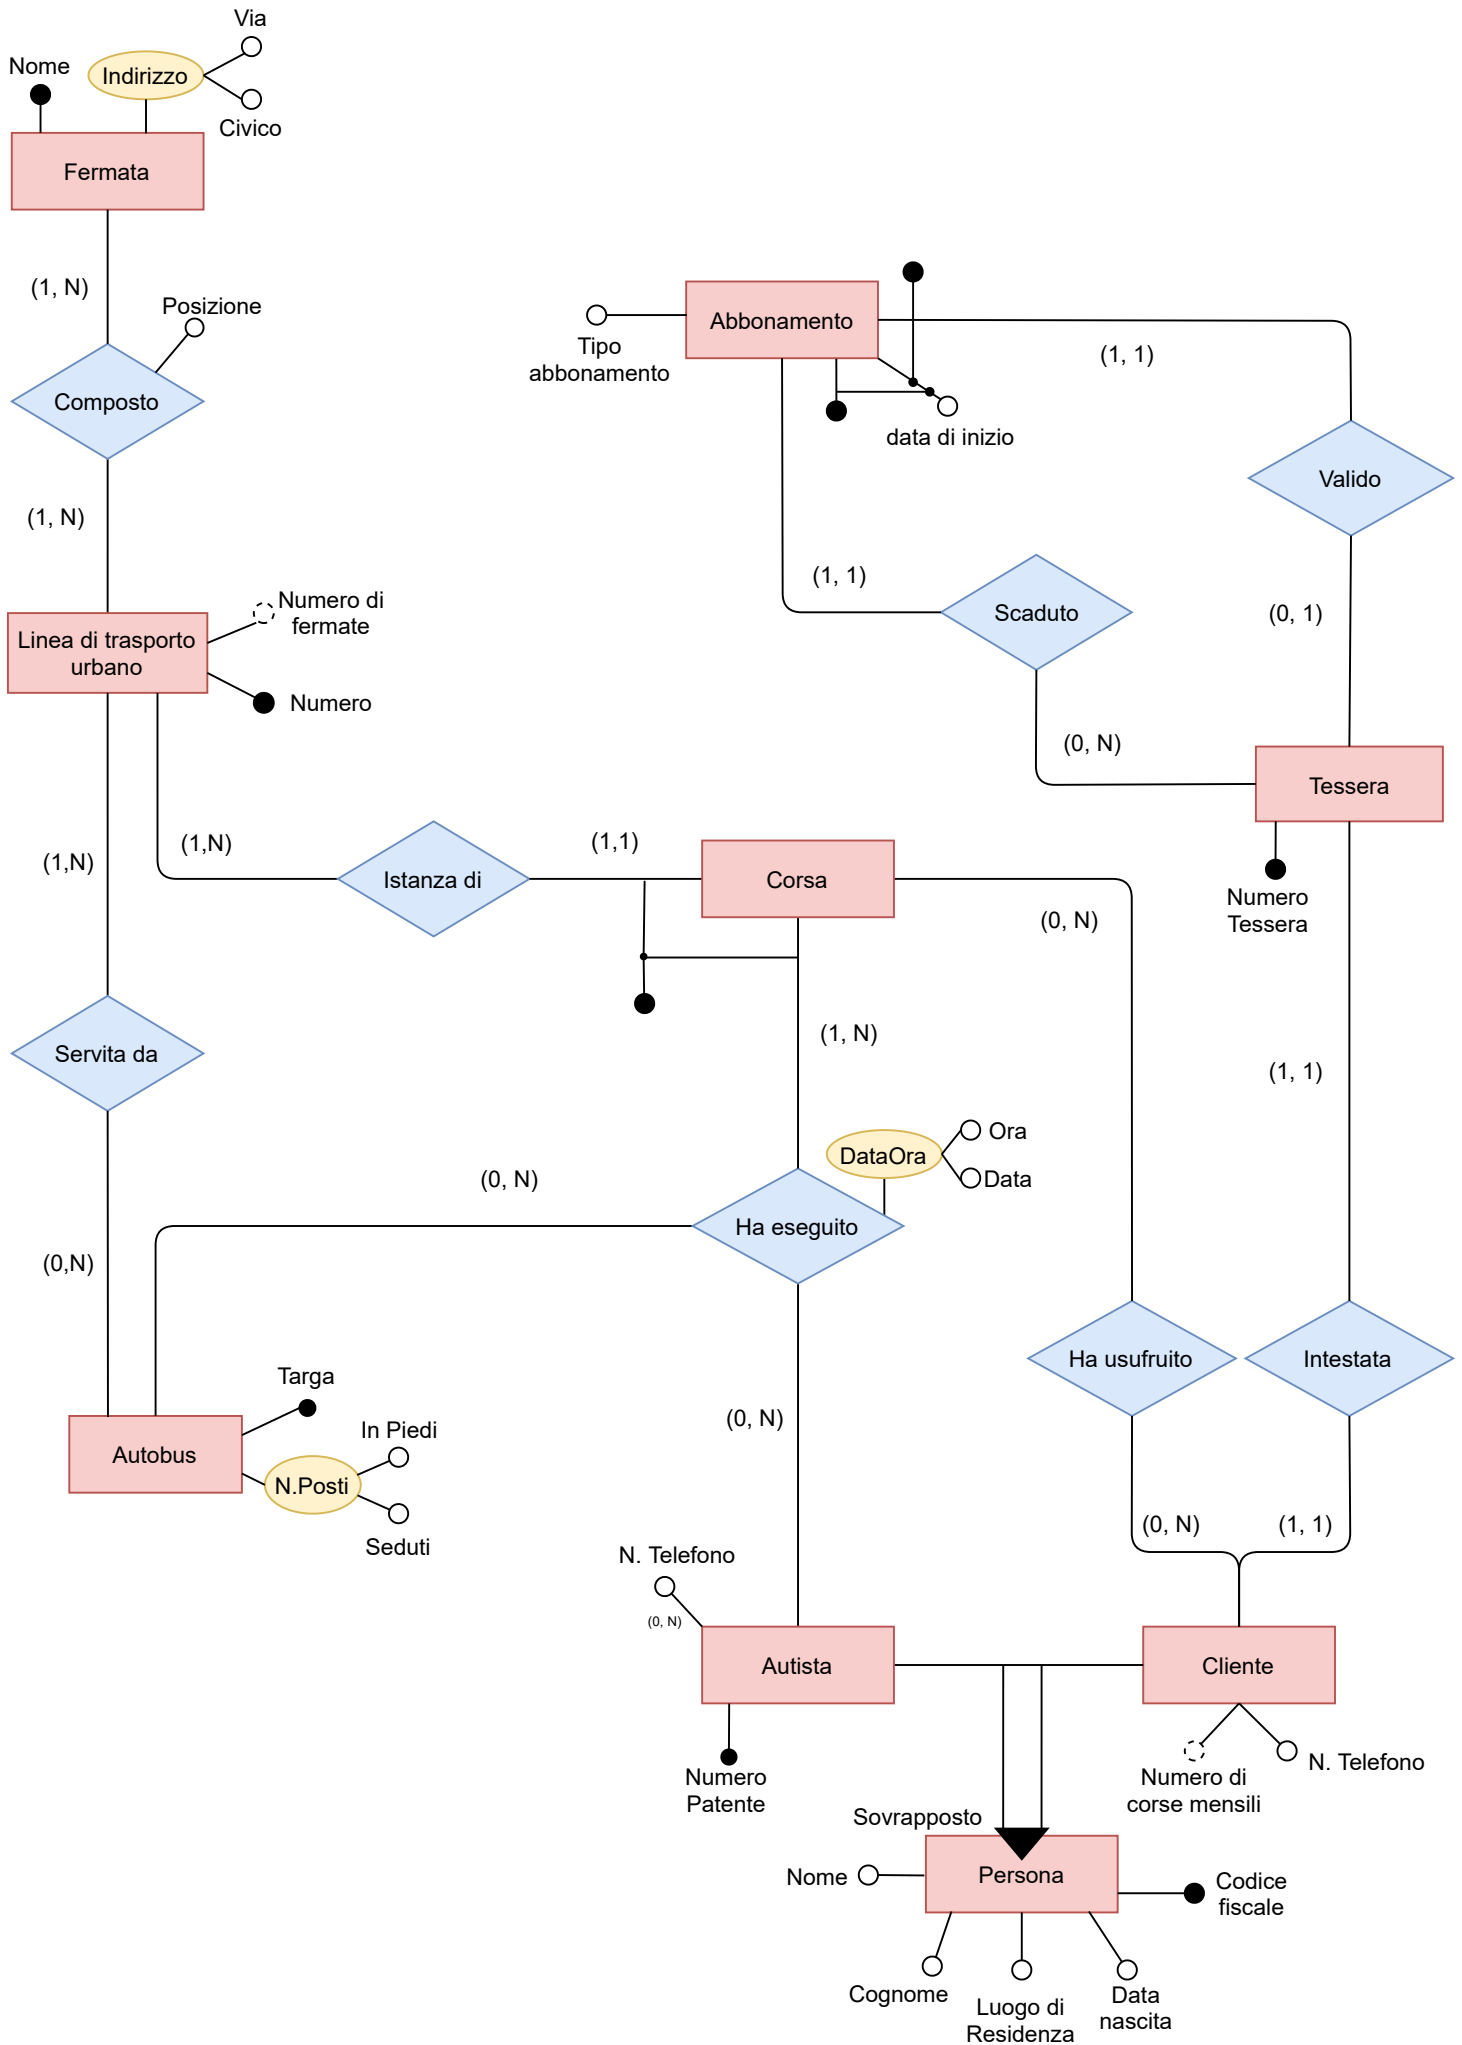 Via
Nome
Indirizzo
Civico
Fermata
(1, N)
Posizione
Composto
(1, N)
Numero di
fermate
Linea di trasporto
urbano
Numero
Abbonamento
Tipo
abbonamento
data di inizio
(1, 1)
Valido
(1, 1)
Scaduto
(0, 1)
(0, N)
Tessera
Numero
Tessera
(1,N)
(1,N)
Istanza di
(1,1)
Corsa
(0, N)
(1, N)
Servita da
(1, 1)
Ora
DataOra
Data
(0, N)
Ha eseguito
(0,N)
Ha usufruito
Intestata
Targa
In Piedi
Autobus
N.Posti
Seduti
(0, N)
(0, N)
(1, 1)
N. Telefono
(0, N)
Autista
Cliente
Numero
Patente
Numero di
corse mensili
N. Telefono
Sovrapposto
Nome
Persona
Codice
fiscale
Cognome
Luogo di
Residenza
Data
nascita